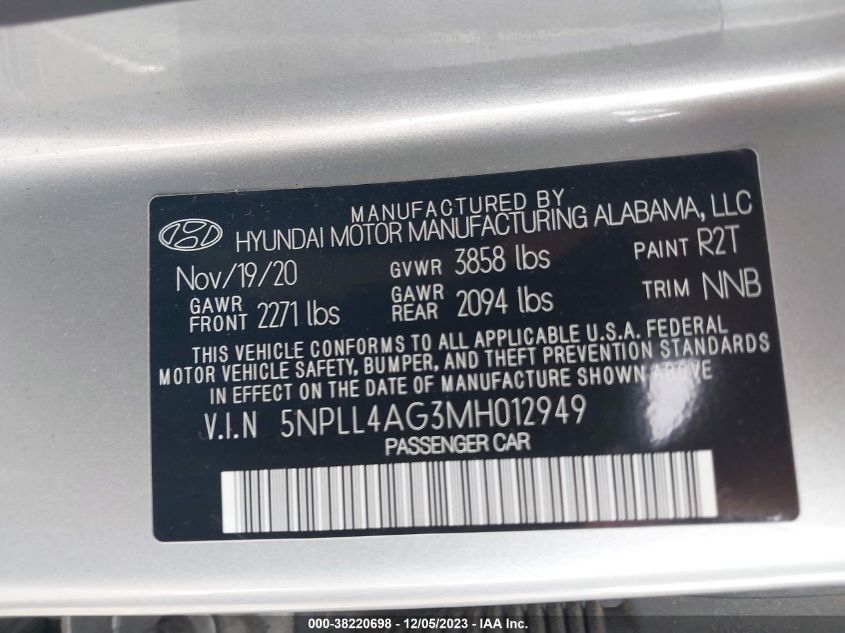 MANUFACTURED BY
HYUNDAI MOTOR MANUFACTURING ALABAMA, LLC
Nov/19/20 GVWR 3858 lbs PAINT R2T
GAWR FRONT 2271 lbs GAWR REAR 2094 lbs TRIM NNB
THIS VEHICLE CONFORMS TO ALL APPLICABLE U.S.A. FEDERAL
MOTOR VEHICLE SAFETY, BUMPER, AND THEFT PREVENTION STANDARDS
IN EFFECT ON THE DATE OF MANUFACTURE SHOWN ABOVE.
V.I.N 5NPLL4AG3MH012949
PASSENGER CAR
000-38220698 - 12/05/2023 - IAA Inc.